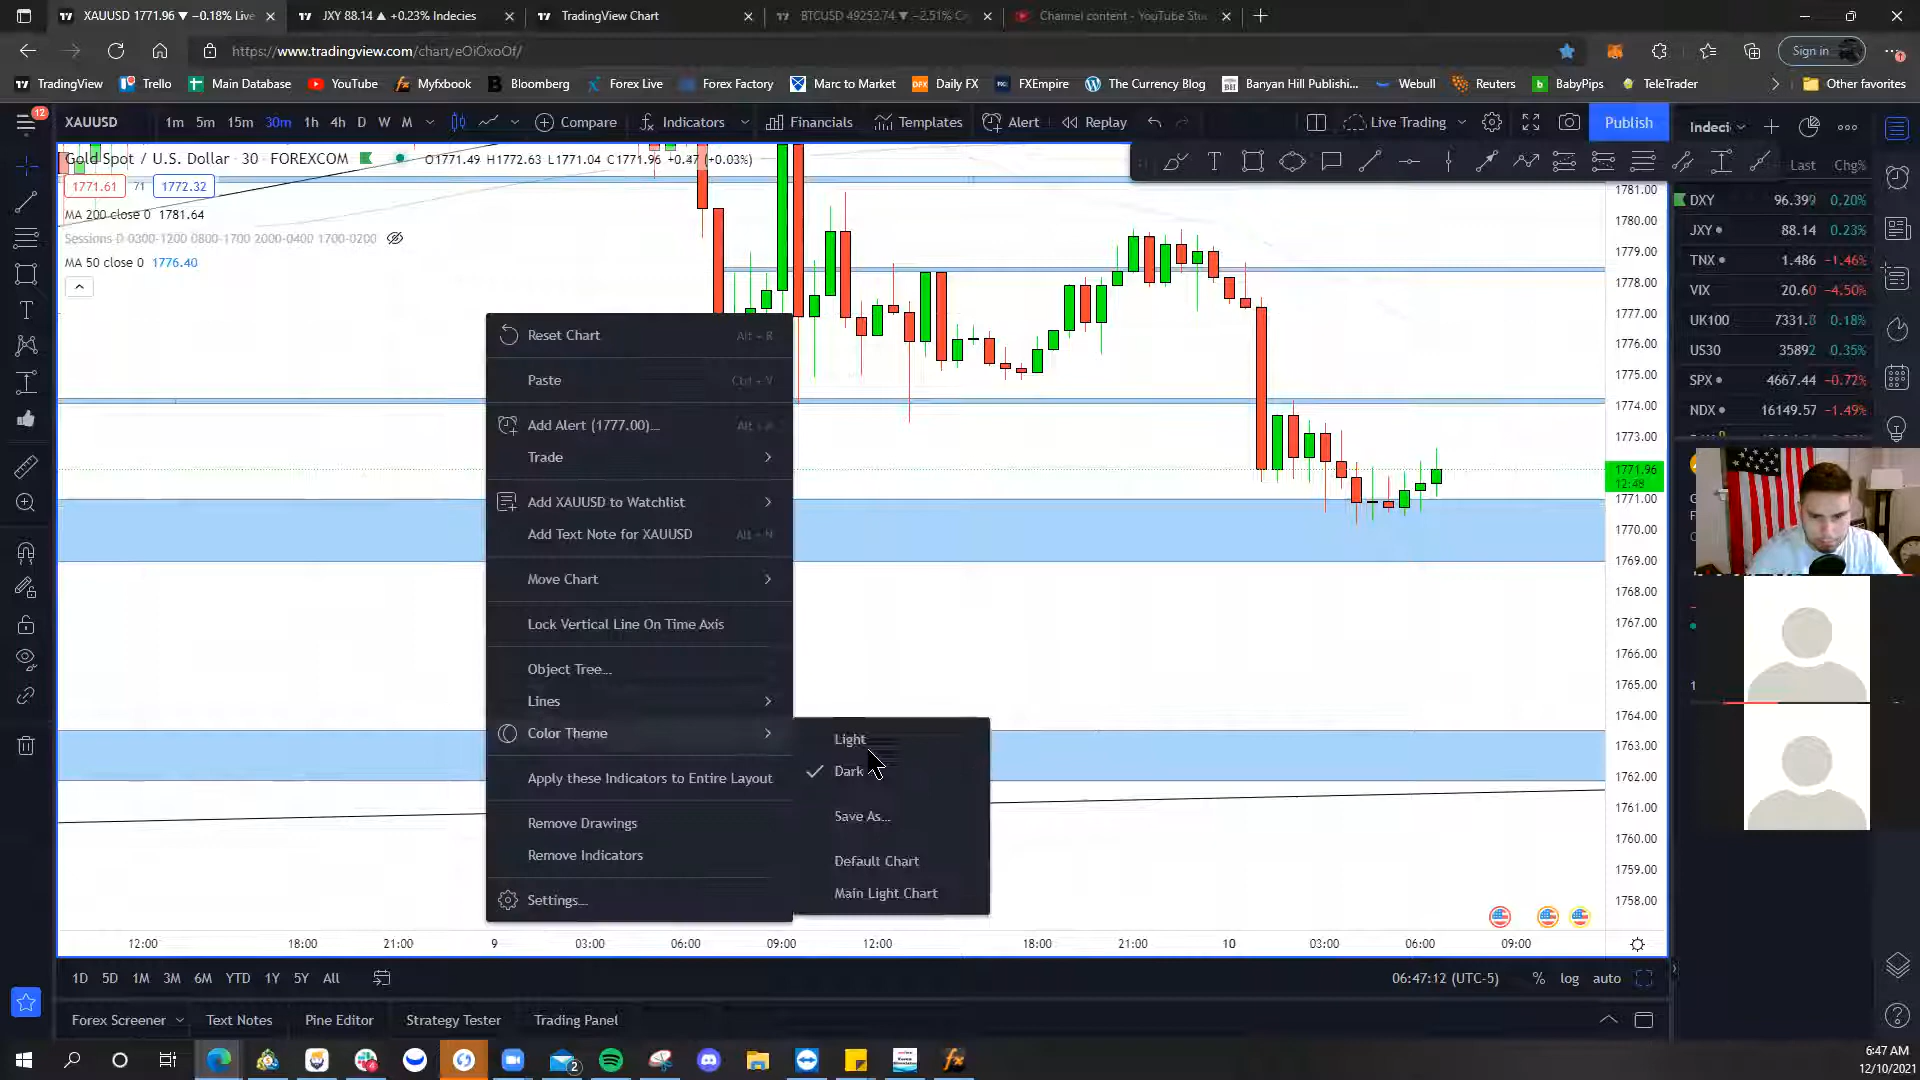 XAUUSD 1771.96 ▼ −0.18% Live
JXY 88.14 ▲ +0.23% Indecies
TradingView Chart
BTCUSD 49252.74 ▼ −2.51%
Channel content - YouTube Stu
https://www.tradingview.com/chart/eOiOxoOf/
Sign in
TradingView
Trello
Main Database
YouTube
Myfxbook
Bloomberg
Forex Live
Forex Factory
Marc to Market
Daily FX
FXEmpire
The Currency Blog
Banyan Hill Publishi...
Webull
Reuters
BabyPips
TeleTrader
Other favorites
12
XAUUSD
1m 5m 15m 30m 1h 4h D W M
Compare
Indicators
Financials
Templates
Alert
Replay
Live Trading
Publish
Indeci
Gold Spot / U.S. Dollar · 30 · FOREXCOM
O1771.49 H1772.63 L1771.04 C1771.96 +0.47 (+0.03%)
1771.61 71 1772.32
MA 200 close 0 1781.64
Sessions D 0300-1200 0800-1700 2000-0400 1700-0200
MA 50 close 0 1776.40
Reset Chart Alt + R
Paste Ctrl + V
Add Alert (1777.00)... Alt + A
Trade
Add XAUUSD to Watchlist
Add Text Note for XAUUSD Alt + N
Move Chart
Lock Vertical Line On Time Axis
Object Tree...
Lines
Color Theme
Apply these Indicators to Entire Layout
Remove Drawings
Remove Indicators
Settings...
Light
Dark
Save As...
Default Chart
Main Light Chart
1781.00
1780.00
1779.00
1778.00
1777.00
1776.00
1775.00
1774.00
1773.00
1771.96
12:48
1771.00
1770.00
1769.00
1768.00
1767.00
1766.00
1765.00
1764.00
1763.00
1762.00
1761.00
1760.00
1759.00
1758.00
Last Chg%
DXY 96.399 0.20%
JXY 88.14 0.23%
TNX 1.486 −1.46%
VIX 20.60 −4.50%
UK100 7331.8 0.18%
US30 35892 0.35%
SPX 4667.44 −0.72%
NDX 16149.57 −1.49%
12:00 18:00 21:00 9 03:00 06:00 09:00 12:00 18:00 21:00 10 03:00 06:00 09:00
1D 5D 1M 3M 6M YTD 1Y 5Y All
06:47:12 (UTC-5) % log auto
Forex Screener
Text Notes
Pine Editor
Strategy Tester
Trading Panel
2
4
6:47 AM
12/10/2021